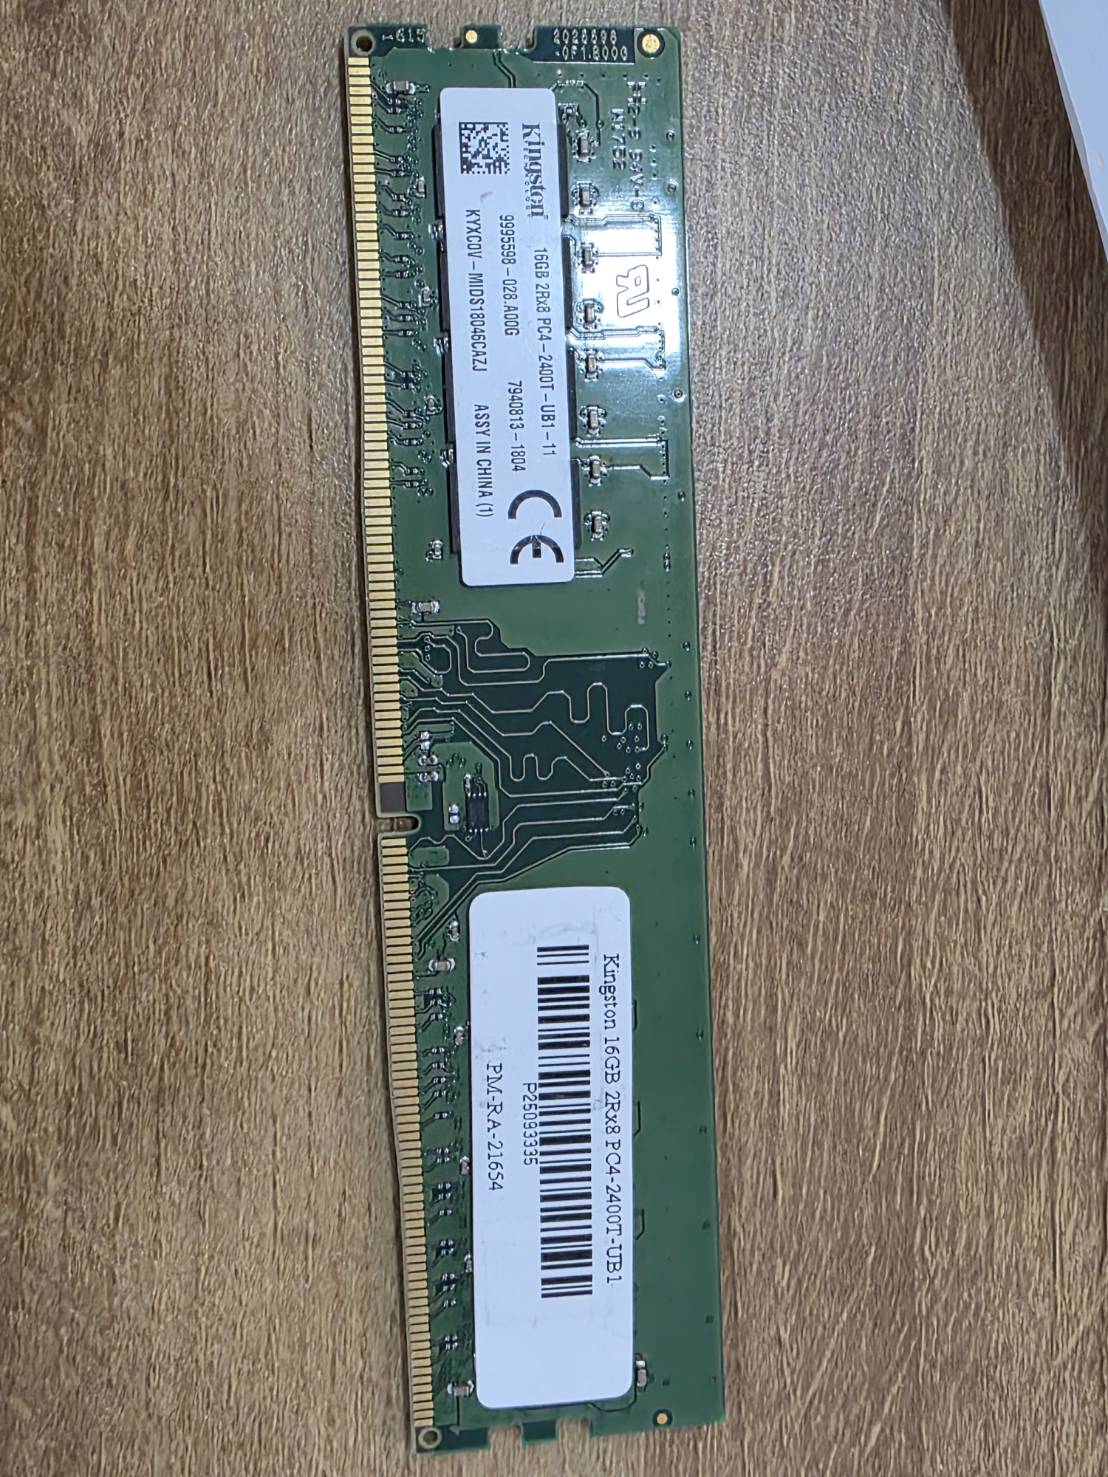 Kingston
16GB 2Rx8 PC4-2400T-UB1-11
9995598-028.A00G 7940813-1804
KYXC0V-MIDS18046CAZJ ASSY IN CHINA (1)
CE
Kingston 16GB 2Rx8 PC4-2400T-UB1
P25093335
PM-RA-21654